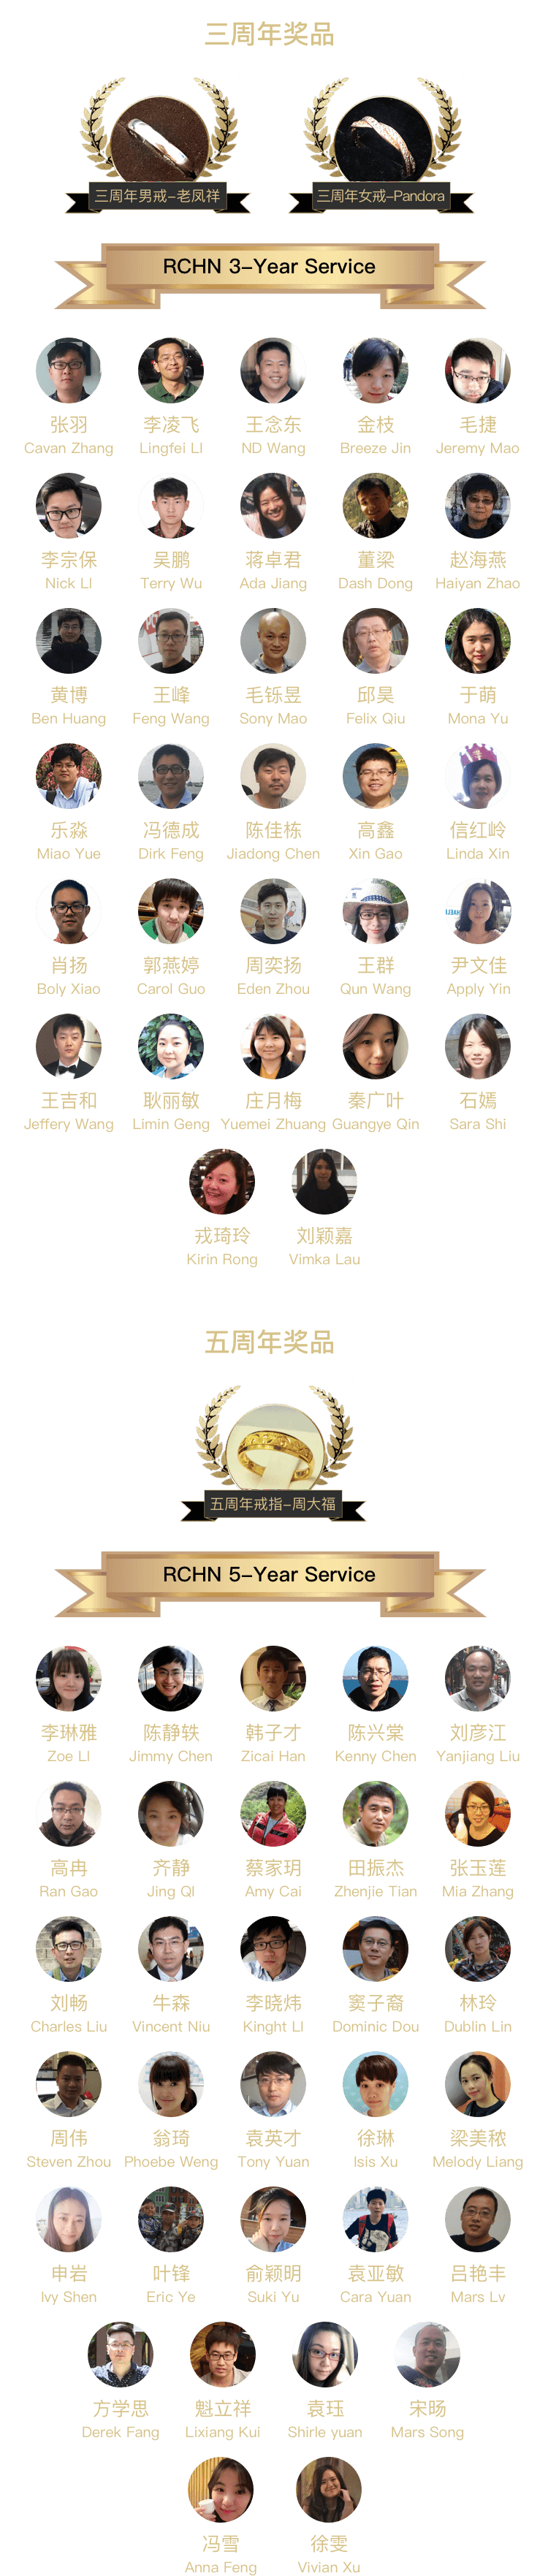 三周年奖品
三周年男戒-老凤祥 三周年女戒-Pandora
RCHN 3-Year Service
张羽 李凌飞 王念东 金枝 毛捷
Cavan Zhang Lingfei LI ND Wang Breeze Jin Jeremy Mao
李宗保 吴鹏 蒋卓君 董梁 赵海燕
Nick LI Terry Wu Ada Jiang Dash Dong Haiyan Zhao
黄博 王峰 毛铄昱 邱昊 于萌
Ben Huang Feng Wang Sony Mao Felix Qiu Mona Yu
乐淼 冯德成 陈佳栋 高鑫 信红岭
Miao Yue Dirk Feng Jiadong Chen Xin Gao Linda Xin
肖扬 郭燕婷 周奕扬 王群 尹文佳
Boly Xiao Carol Guo Eden Zhou Qun Wang Apply Yin
王吉和 耿丽敏 庄月梅 秦广叶 石嫣
Jeffery Wang Limin Geng Yuemei Zhuang Guangye Qin Sara Shi
戎琦玲 刘颖嘉
Kirin Rong Vimka Lau
五周年奖品
五周年戒指-周大福
RCHN 5-Year Service
李琳雅 陈静轶 韩子才 陈兴棠 刘彦江
Zoe LI Jimmy Chen Zicai Han Kenny Chen Yanjiang Liu
高冉 齐静 蔡家玥 田振杰 张玉莲
Ran Gao Jing QI Amy Cai Zhenjie Tian Mia Zhang
刘畅 牛森 李晓炜 窦子裔 林玲
Charles Liu Vincent Niu Kinght LI Dominic Dou Dublin Lin
周伟 翁琦 袁英才 徐琳 梁美秾
Steven Zhou Phoebe Weng Tony Yuan Isis Xu Melody Liang
申岩 叶锋 俞颖明 袁亚敏 吕艳丰
Ivy Shen Eric Ye Suki Yu Cara Yuan Mars Lv
方学思 魁立祥 袁珏 宋旸
Derek Fang Lixiang Kui Shirle yuan Mars Song
冯雪 徐雯
Anna Feng Vivian Xu